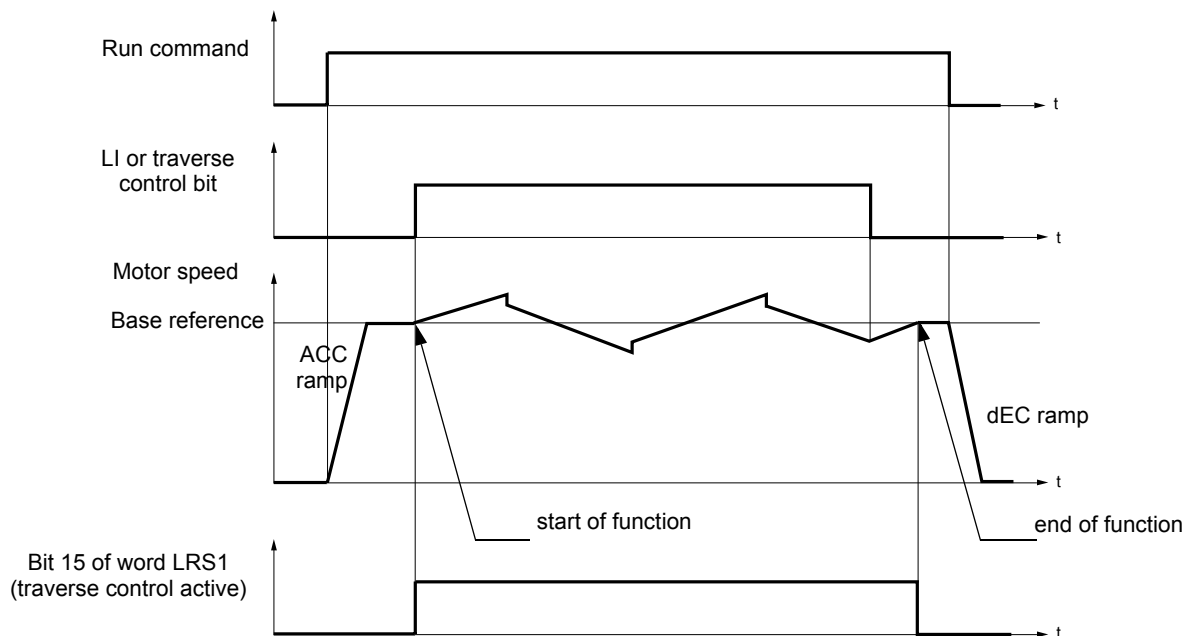 Run command
t
LI or traverse
control bit
t
Motor speed
Base reference
ACC
ramp
dEC ramp
t
start of function
end of function
Bit 15 of word LRS1
(traverse control active)
t